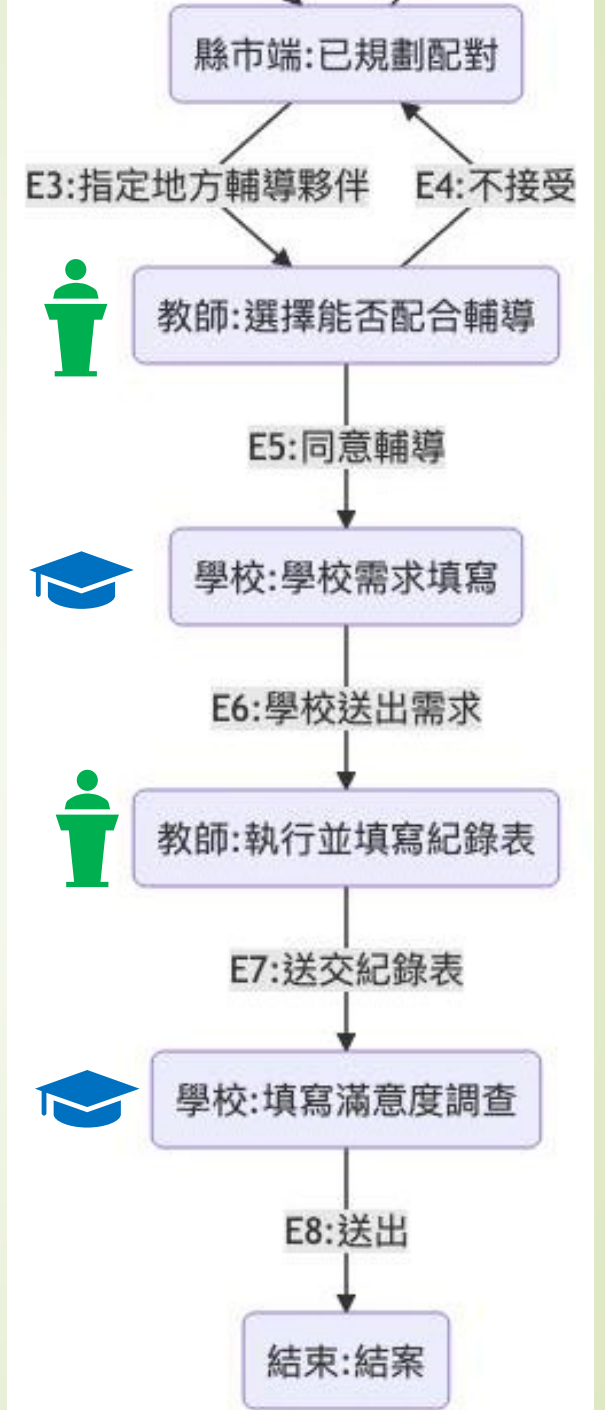 縣市端:已規劃配對
E3:指定地方輔導夥伴
E4:不接受
教師:選擇能否配合輔導
E5:同意輔導
學校:學校需求填寫
E6:學校送出需求
教師:執行並填寫紀錄表
E7:送交紀錄表
學校:填寫滿意度調查
E8:送出
結束:結案